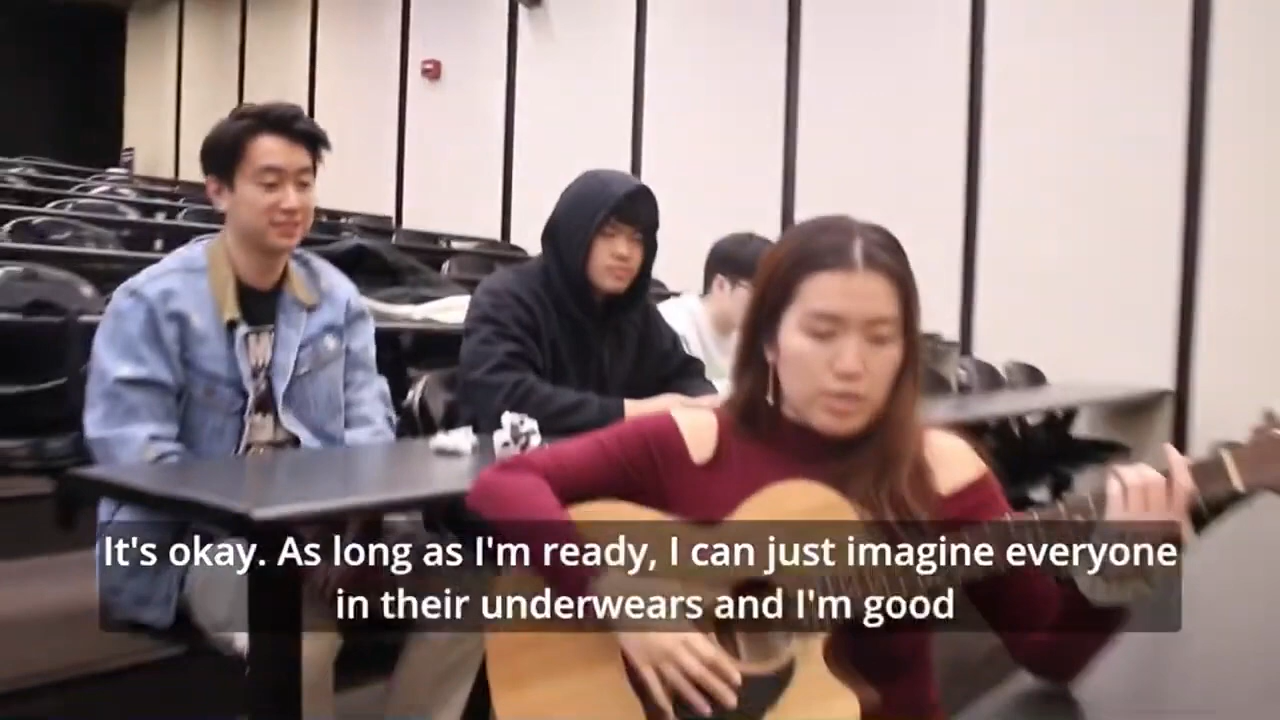 It's okay. As long as I'm ready, I can just imagine everyone
in their underwears and I'm good